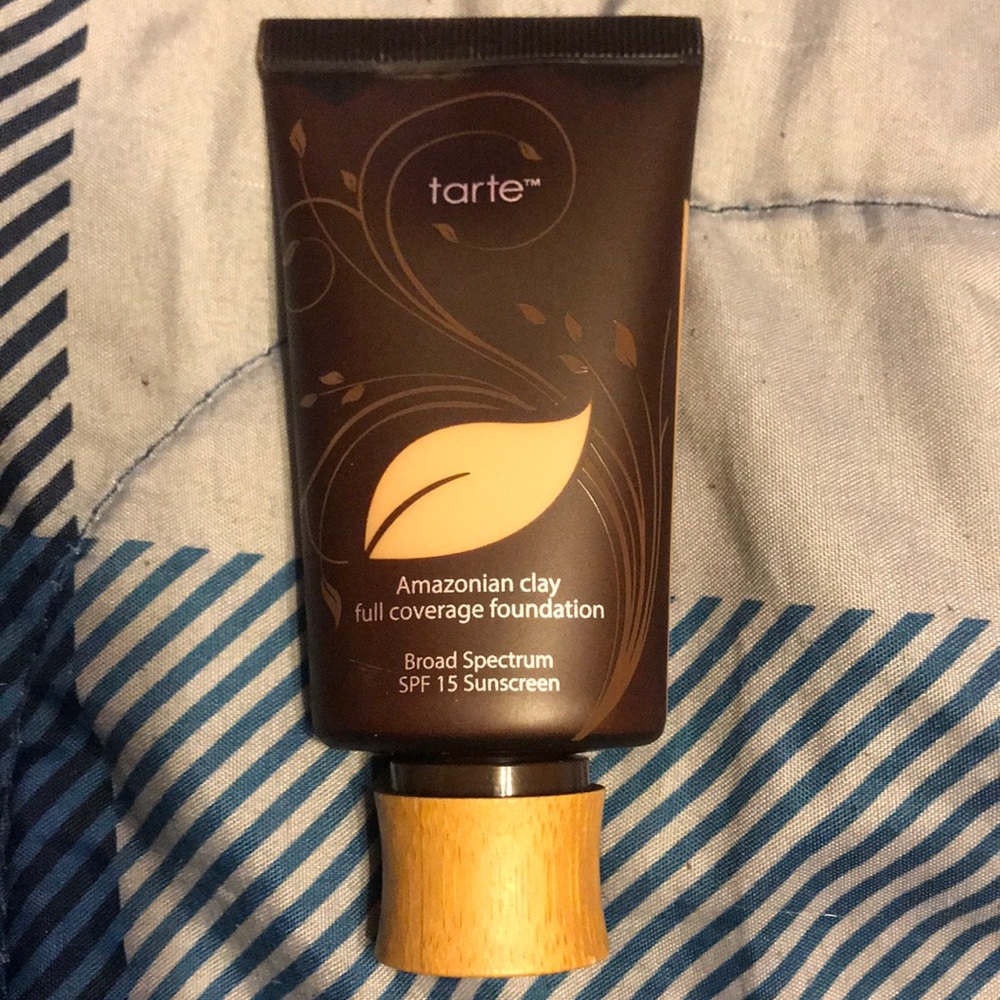 tarte™
Amazonian clay
full coverage foundation
Broad Spectrum
SPF 15 Sunscreen